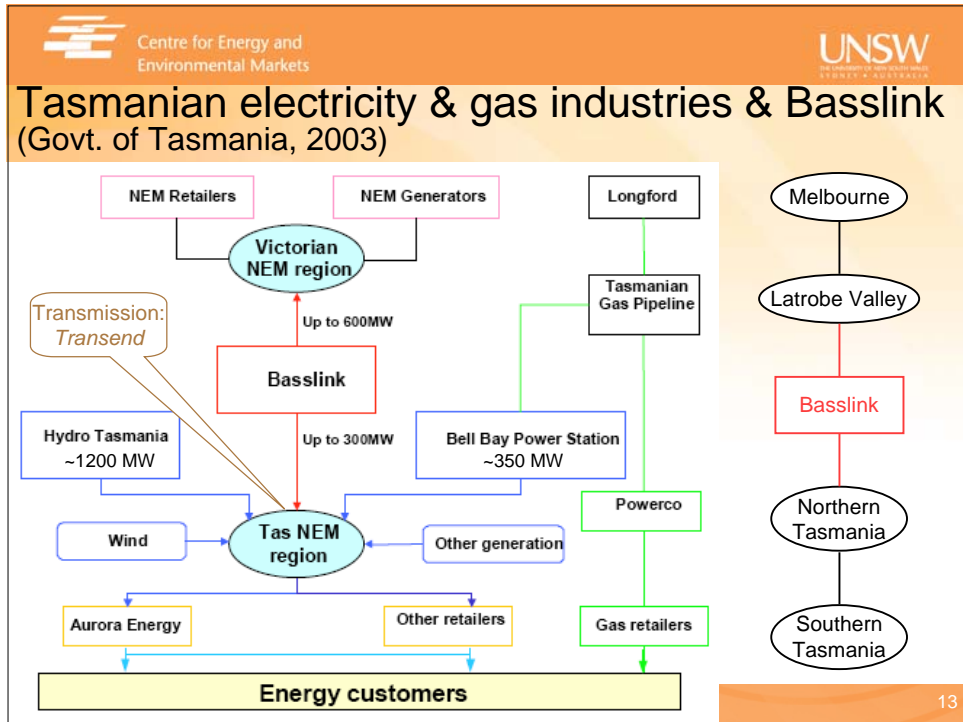 Centre for Energy and
Environmental Markets
UNSW
THE UNIVERSITY OF NEW SOUTH WALES
SYDNEY • AUSTRALIA
Tasmanian electricity & gas industries & Basslink
(Govt. of Tasmania, 2003)
NEM Retailers
NEM Generators
Longford
Victorian
NEM region
Tasmanian
Gas Pipeline
Transmission:
Transend
Up to 600MW
Basslink
Up to 300MW
Hydro Tasmania
~1200 MW
Bell Bay Power Station
~350 MW
Powerco
Wind
Tas NEM
region
Other generation
Aurora Energy
Other retailers
Gas retailers
Energy customers
Melbourne
Latrobe Valley
Basslink
Northern
Tasmania
Southern
Tasmania
13